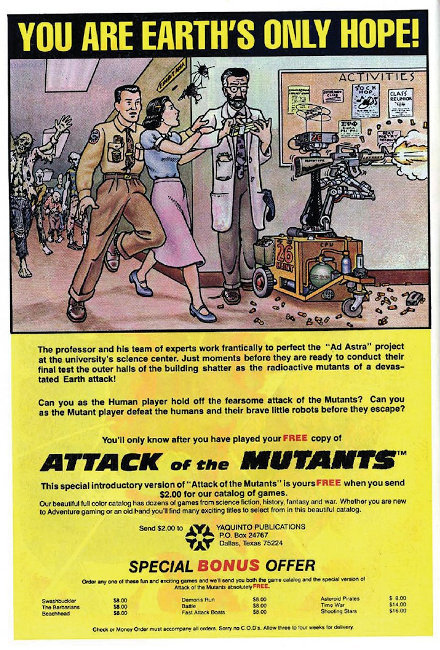 YOU ARE EARTH'S ONLY HOPE!
ACTIVITIES
SOCK
HOP
CLASS
REUNION
CPU
26
The professor and his team of experts work frantically to perfect the "Ad Astra" project
at the university's science center. Just moments before they are ready to conduct their
final test the outer halls of the building shatter as the radioactive mutants of a devas-
tated Earth attack!
Can you as the Human player hold off the fearsome attack of the Mutants? Can you
as the Mutant player defeat the humans and their brave little robots before they escape?
You'll only know after you have played your FREE copy of
ATTACK of the MUTANTS™
This special introductory version of "Attack of the Mutants" is yours FREE when you send
$2.00 for our catalog of games.
Our beautiful full color catalog has dozens of games from science fiction, history, fantasy and war. Whether you are new
to Adventure gaming or an old hand you'll find many exciting titles to select from in this beautiful catalog.
Send $2.00 to
YAQUINTO PUBLICATIONS
P.O. Box 24767
Dallas, Texas 75224
SPECIAL BONUS OFFER
Order any one of these fun and exciting games and we'll send you both the game catalog and the special version of
Attack of the Mutants absolutely FREE.
Swashbuckler $8.00 Demons Run $8.00 Asteroid Pirates $ 8.00
The Barbarians $8.00 Battle $8.00 Time War $14.00
Beachhead $8.00 Fast Attack Boats $8.00 Shooting Stars $16.00
Check or Money Order must accompany all orders. Sorry no C.O.D's. Allow three to four weeks for delivery.